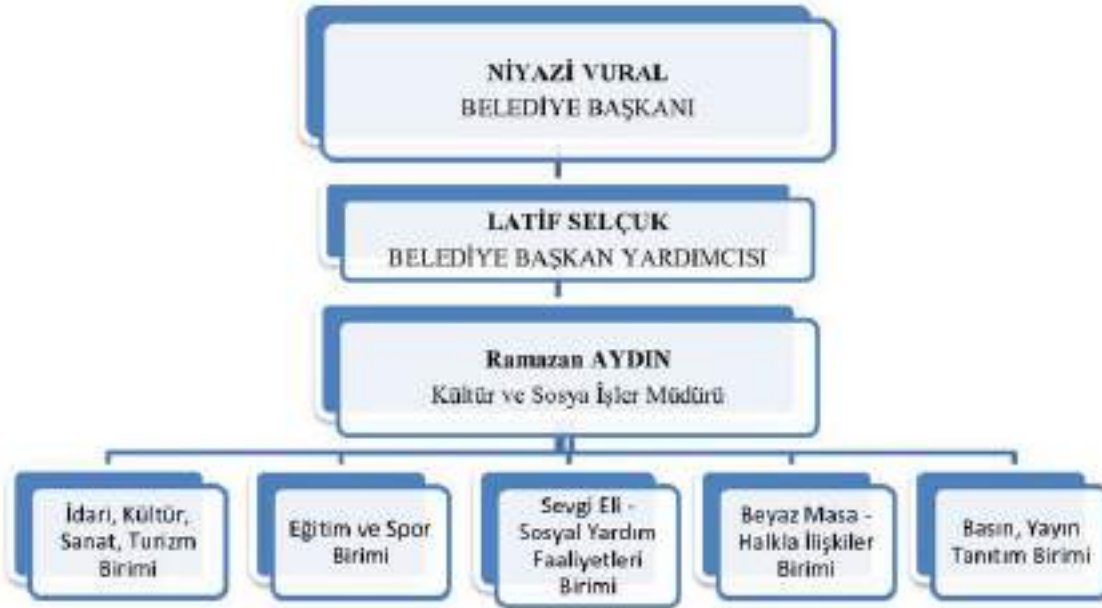 NİYAZİ VURAL
BELEDİYE BAŞKANI
LATİF SELÇUK
BELEDİYE BAŞKAN YARDIMCISI
Ramazan AYDIN
Kültür ve Sosya İşler Müdürü
İdari, Kültür,
Sanat, Turizm
Birimi
Eğitim ve Spor
Birimi
Sevgi Eli -
Sosyal Yardım
Faaliyetleri
Birimi
Beyaz Masa -
Halkla İlişkiler
Birimi
Basın, Yayın
Tanıtım Birimi